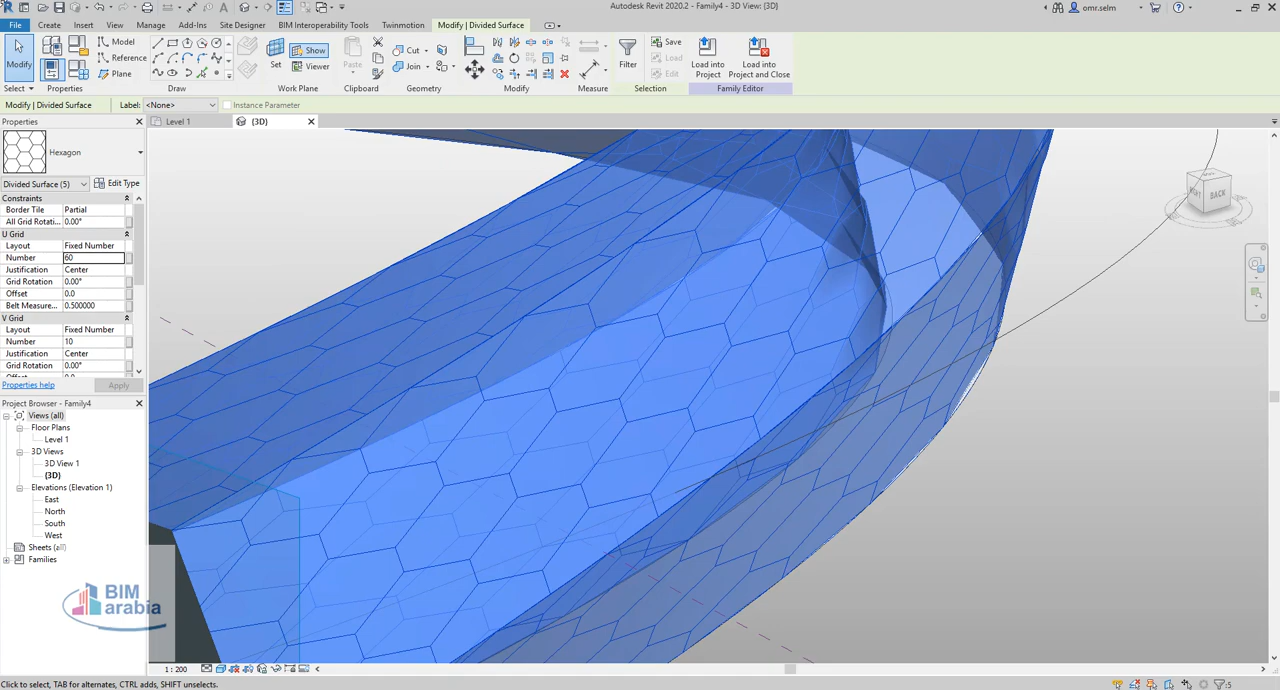 Autodesk Revit 2020.2 - Family4 - 3D View: {3D}
omr.selm
File Create Insert View Manage Add-Ins Site Designer BIM Interoperability Tools Twinmotion Modify | Divided Surface
Modify
Model
Reference
Plane
Set
Show
Viewer
Paste
Cut
Join
Filter
Save
Load
Edit
Load into
Project
Load into
Project and Close
Select Properties Draw Work Plane Clipboard Geometry Modify Measure Selection Family Editor
Modify | Divided Surface Label: <None> Instance Parameter
Properties
Level 1
{3D}
Hexagon
Divided Surface (5) Edit Type
Constraints
Border Tile Partial
All Grid Rotati... 0.00°
U Grid
Layout Fixed Number
Number 60
Justification Center
Grid Rotation 0.00°
Offset 0.0
Belt Measure... 0.500000
V Grid
Layout Fixed Number
Number 10
Justification Center
Grid Rotation 0.00°
Properties help Apply
Project Browser - Family4
Views (all)
Floor Plans
Level 1
3D Views
3D View 1
{3D}
Elevations (Elevation 1)
East
North
South
West
Sheets (all)
Families
BIM
arabia
BACK
1 : 200
Click to select, TAB for alternates, CTRL adds, SHIFT unselects.
:5